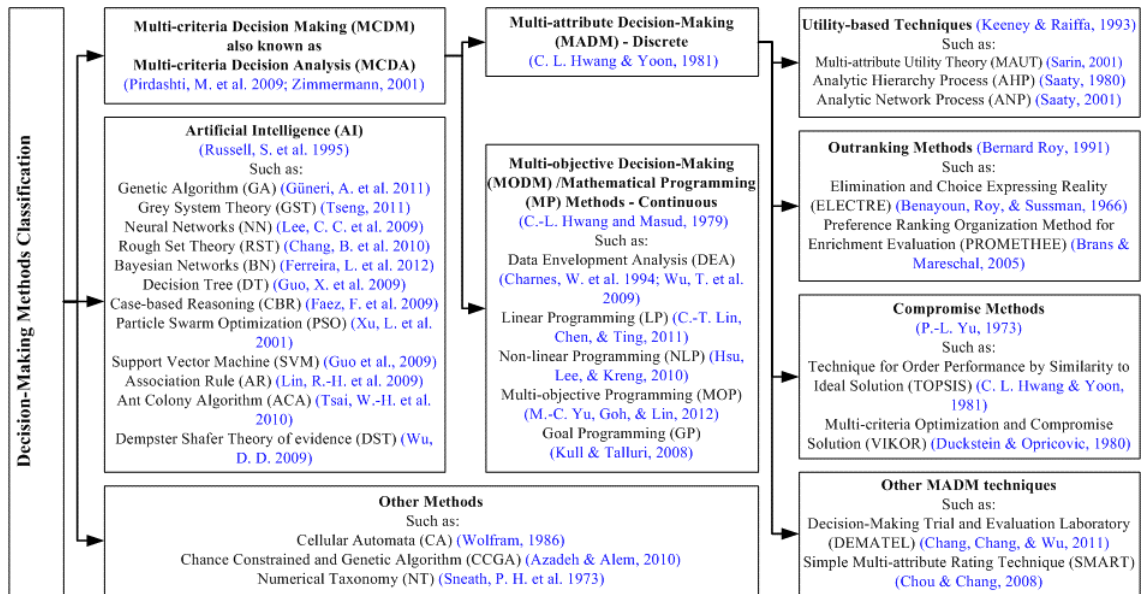 Decision-Making Methods Classification
Multi-criteria Decision Making (MCDM)
also known as
Multi-criteria Decision Analysis (MCDA)
(Pirdashti, M. et al. 2009; Zimmermann, 2001)
Artificial Intelligence (AI)
(Russell, S. et al. 1995)
Such as:
Genetic Algorithm (GA) (Güneri, A. et al. 2011)
Grey System Theory (GST) (Tseng, 2011)
Neural Networks (NN) (Lee, C. C. et al. 2009)
Rough Set Theory (RST) (Chang, B. et al. 2010)
Bayesian Networks (BN) (Ferreira, L. et al. 2012)
Decision Tree (DT) (Guo, X. et al. 2009)
Case-based Reasoning (CBR) (Faez, F. et al. 2009)
Particle Swarm Optimization (PSO) (Xu, L. et al.
2001)
Support Vector Machine (SVM) (Guo et al., 2009)
Association Rule (AR) (Lin, R.-H. et al. 2009)
Ant Colony Algorithm (ACA) (Tsai, W.-H. et al.
2010)
Dempster Shafer Theory of evidence (DST) (Wu,
D. D. 2009)
Other Methods
Such as:
Cellular Automata (CA) (Wolfram, 1986)
Chance Constrained and Genetic Algorithm (CCGA) (Azadeh & Alem, 2010)
Numerical Taxonomy (NT) (Sneath, P. H. et al. 1973)
Multi-attribute Decision-Making
(MADM) - Discrete
(C. L. Hwang & Yoon, 1981)
Multi-objective Decision-Making
(MODM) /Mathematical Programming
(MP) Methods - Continuous
(C.-L. Hwang and Masud, 1979)
Such as:
Data Envelopment Analysis (DEA)
(Charnes, W. et al. 1994; Wu, T. et al.
2009)
Linear Programming (LP) (C.-T. Lin,
Chen, & Ting, 2011)
Non-linear Programming (NLP) (Hsu,
Lee, & Kreng, 2010)
Multi-objective Programming (MOP)
(M.-C. Yu, Goh, & Lin, 2012)
Goal Programming (GP)
(Kull & Talluri, 2008)
Utility-based Techniques (Keeney & Raiffa, 1993)
Such as:
Multi-attribute Utility Theory (MAUT) (Sarin, 2001)
Analytic Hierarchy Process (AHP) (Saaty, 1980)
Analytic Network Process (ANP) (Saaty, 2001)
Outranking Methods (Bernard Roy, 1991)
Such as:
Elimination and Choice Expressing Reality
(ELECTRE) (Benayoun, Roy, & Sussman, 1966)
Preference Ranking Organization Method for
Enrichment Evaluation (PROMETHEE) (Brans &
Mareschal, 2005)
Compromise Methods
(P.-L. Yu, 1973)
Such as:
Technique for Order Performance by Similarity to
Ideal Solution (TOPSIS) (C. L. Hwang & Yoon,
1981)
Multi-criteria Optimization and Compromise
Solution (VIKOR) (Duckstein & Opricovic, 1980)
Other MADM techniques
Such as:
Decision-Making Trial and Evaluation Laboratory
(DEMATEL) (Chang, Chang, & Wu, 2011)
Simple Multi-attribute Rating Technique (SMART)
(Chou & Chang, 2008)